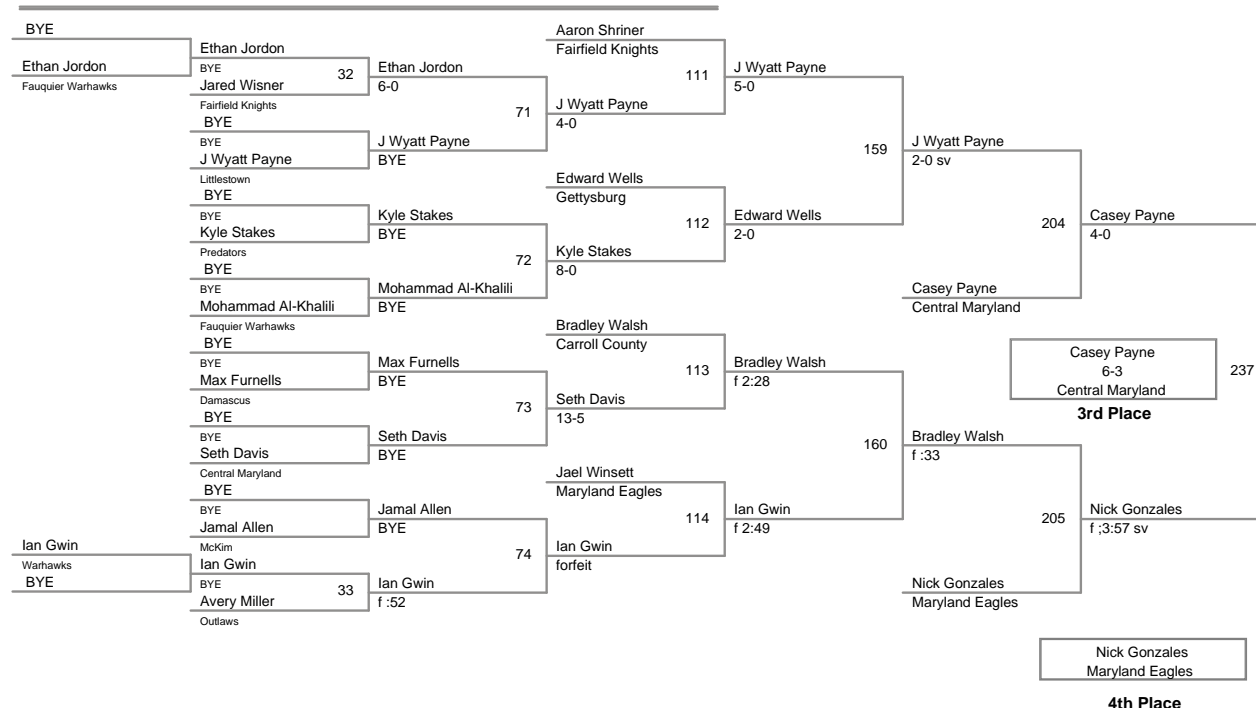 BYE
Ethan Jordon
Fauquier Warhawks
Ian Gwin
Warhawks
BYE
Ethan Jordon
BYE
Jared Wisner
Fairfield Knights
32
BYE
BYE
J Wyatt Payne
Littlestown
BYE
BYE
Kyle Stakes
Predators
BYE
BYE
Mohammad Al-Khalili
Fauquier Warhawks
BYE
BYE
Max Furnells
Damascus
BYE
BYE
Seth Davis
Central Maryland
BYE
BYE
Jamal Allen
McKim
Ian Gwin
BYE
Avery Miller
Outlaws
33
Ethan Jordon
6-0
71
J Wyatt Payne
BYE
Kyle Stakes
BYE
72
Mohammad Al-Khalili
BYE
Max Furnells
BYE
73
Seth Davis
BYE
Jamal Allen
BYE
74
Ian Gwin
f :52
Aaron Shriner
Fairfield Knights
111
J Wyatt Payne
4-0
Edward Wells
Gettysburg
112
Kyle Stakes
8-0
Bradley Walsh
Carroll County
113
Seth Davis
13-5
Jael Winsett
Maryland Eagles
114
Ian Gwin
forfeit
J Wyatt Payne
5-0
159
Edward Wells
2-0
Bradley Walsh
f 2:28
160
Ian Gwin
f 2:49
J Wyatt Payne
2-0 sv
204
Casey Payne
Central Maryland
Bradley Walsh
f :33
205
Nick Gonzales
Maryland Eagles
Casey Payne
4-0
Casey Payne
6-3
Central Maryland
237
3rd Place
Nick Gonzales
f ;3:57 sv
Nick Gonzales
Maryland Eagles
4th Place